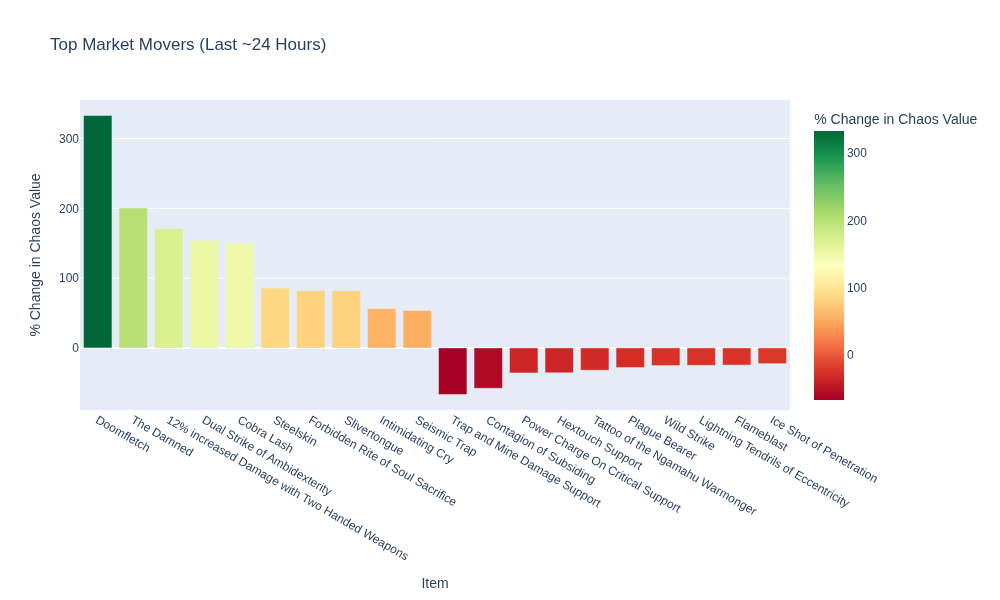 Top Market Movers (Last ~24 Hours)
% Change in Chaos Value
300
200
100
0
% Change in Chaos Value
300
200
100
0
Doomfletch
The Damned
12% increased Damage with Two Handed Weapons
Dual Strike of Ambidexterity
Cobra Lash
Steelskin
Forbidden Rite of Soul Sacrifice
Slivertongue
Intimidating Cry
Seismic Trap
Trap and Mine Damage Support
Contagion of Subsiding
Power Charge On Critical Support
Hextouch Support
Tattoo of the Ngamahu Warmonger
Plague Bearer
Wild Strike
Lightning Tendrils of Eccentricity
Flameblast
Ice Shot of Penetration
Item